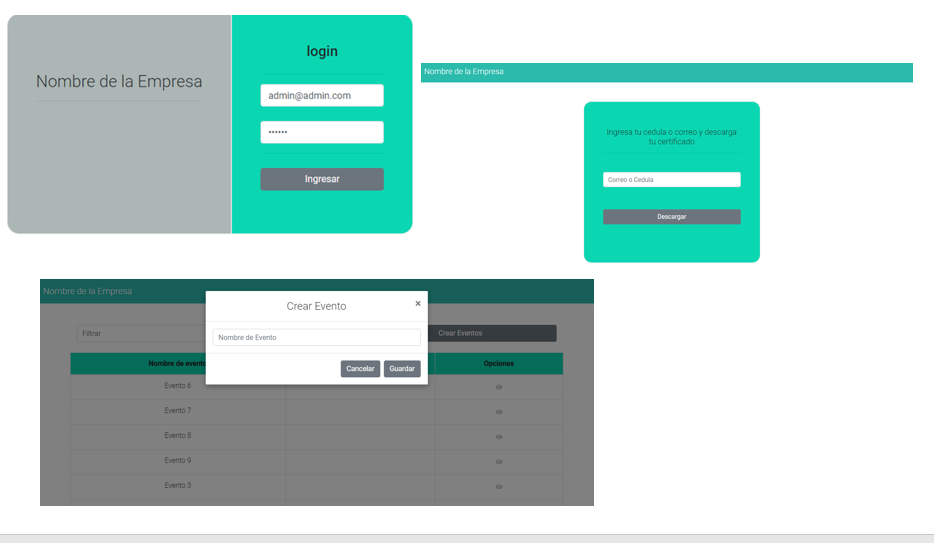 login
Nombre de la Empresa
admin@admin.com
••••••
Ingresar
Nombre de la Empresa
Ingresa tu cedula o correo y descarga
tu certificado
Correo o Cedula
Descargar
Nombre de la Empresa
Crear Evento ×
Filtrar
Nombre de Evento
Crear Eventos
Cancelar Guardar
Nombre de evento
Opciones
Evento 6
Evento 7
Evento 8
Evento 9
Evento 3